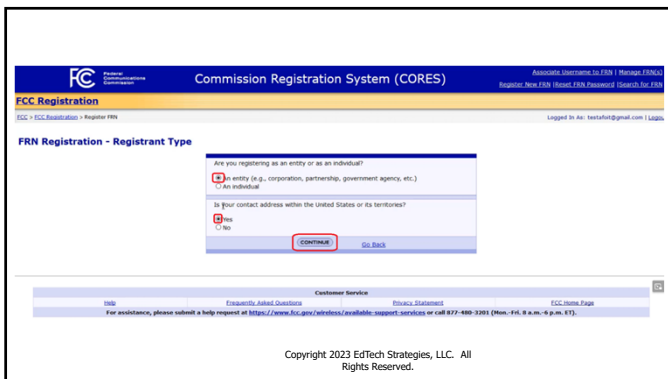 FCC Federal Communications Commission
Commission Registration System (CORES)
Associate Username to FRN | Manage FRN(s)
Register New FRN |Reset FRN Password |Search for FRN
FCC Registration
FCC > FCC Registration > Register FRN
Logged In As: testafsit@gmail.com | Logou
FRN Registration - Registrant Type
Are you registering as an entity or as an individual?
An entity (e.g., corporation, partnership, government agency, etc.)
An individual
Is your contact address within the United States or its territories?
Yes
No
CONTINUE
Go Back
Customer Service
Help
Frequently Asked Questions
Privacy Statement
FCC Home Page
For assistance, please submit a help request at https://www.fcc.gov/wireless/available-support-services or call 877-480-3201 (Mon.-Fri. 8 a.m.-6 p.m. ET).
Copyright 2023 EdTech Strategies, LLC. All
Rights Reserved.